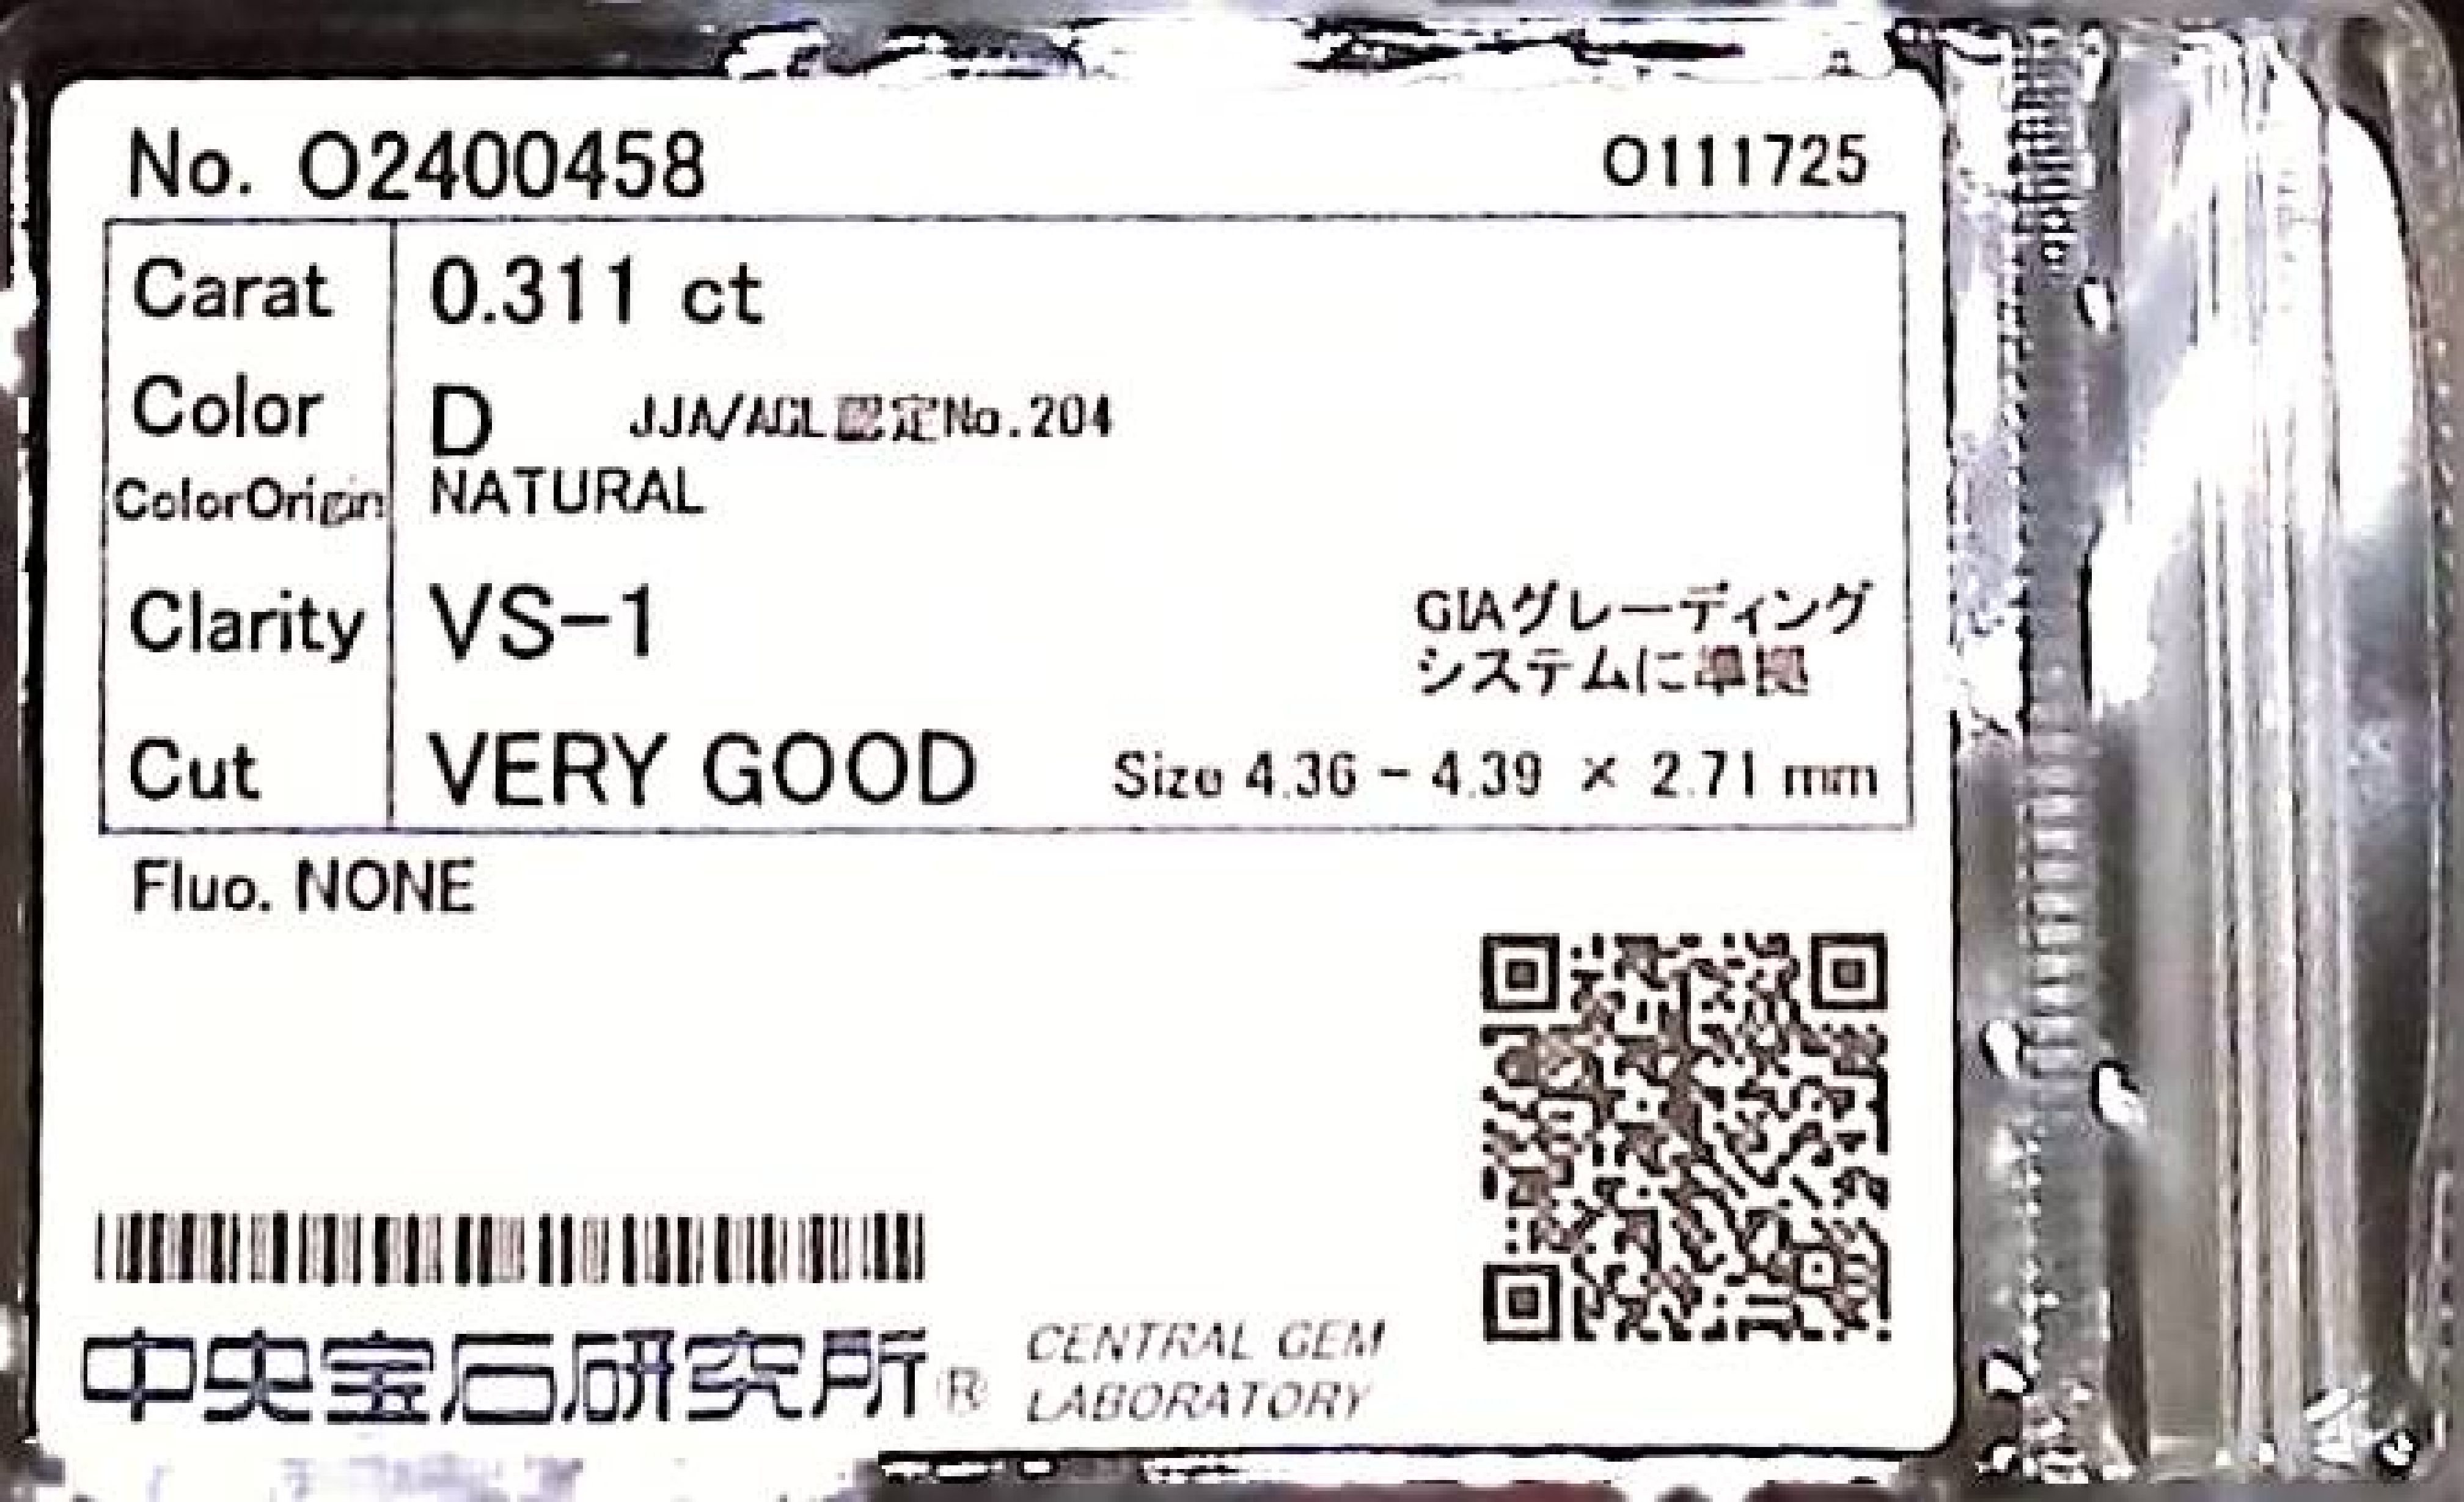 No. O2400458 O111725
Carat 0.311 ct
Color D JJA/AGL認定No.204
ColorOrigin NATURAL
Clarity VS-1
GIAグレーディング
システムに準拠
Cut VERY GOOD Size 4.36 - 4.39 × 2.71 mm
Fluo. NONE
中央宝石研究所® CENTRAL GEM
LABORATORY